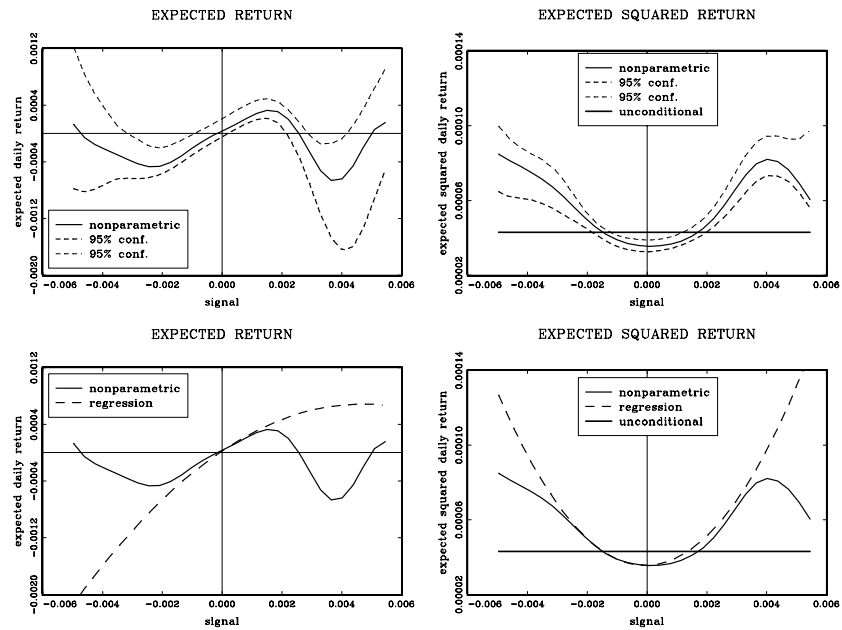 EXPECTED RETURN
expected daily return
0.0012
0.0004
−0.0004
−0.0012
−0.0020
nonparametric
95% conf.
95% conf.
−0.006 −0.004 −0.002 0.000 0.002 0.004 0.006
signal
EXPECTED SQUARED RETURN
expected squared daily return
0.00014
0.00010
0.00006
0.00002
nonparametric
95% conf.
95% conf.
unconditional
−0.006 −0.004 −0.002 0.000 0.002 0.004 0.006
signal
EXPECTED RETURN
expected daily return
0.0012
0.0004
−0.0004
−0.0012
−0.0020
nonparametric
regression
−0.006 −0.004 −0.002 0.000 0.002 0.004 0.006
signal
EXPECTED SQUARED RETURN
expected squared daily return
0.00014
0.00010
0.00006
0.00002
nonparametric
regression
unconditional
−0.006 −0.004 −0.002 0.000 0.002 0.004 0.006
signal